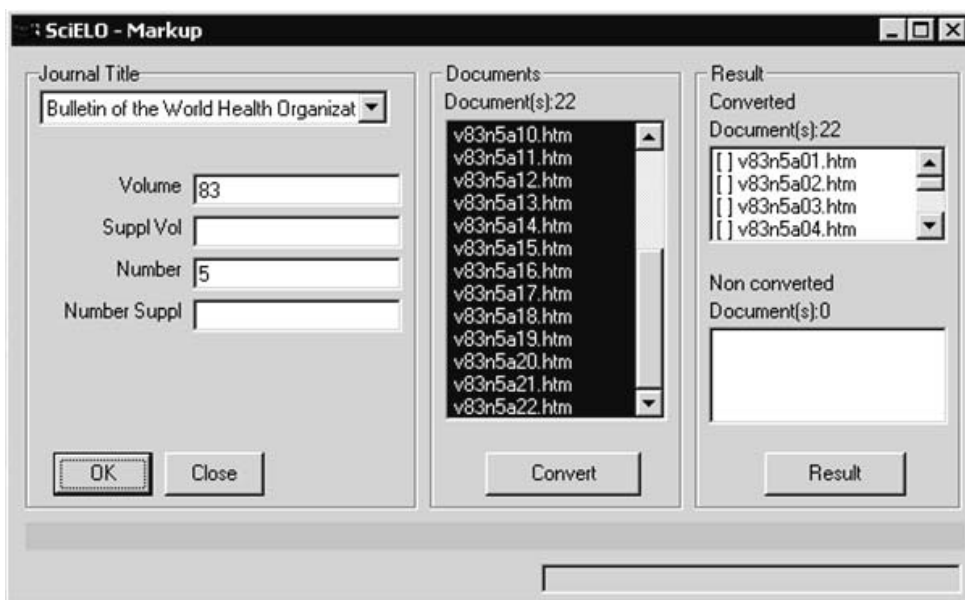 SciELO - Markup
Journal Title
Bulletin of the World Health Organizat
Volume 83
Suppl Vol
Number 5
Number Suppl
OK
Close
Documents
Document(s):22
v83n5a10.htm
v83n5a11.htm
v83n5a12.htm
v83n5a13.htm
v83n5a14.htm
v83n5a15.htm
v83n5a16.htm
v83n5a17.htm
v83n5a18.htm
v83n5a19.htm
v83n5a20.htm
v83n5a21.htm
v83n5a22.htm
Convert
Result
Converted
Document(s):22
[ ] v83n5a01.htm
[ ] v83n5a02.htm
[ ] v83n5a03.htm
[ ] v83n5a04.htm
Non converted
Document(s):0
Result